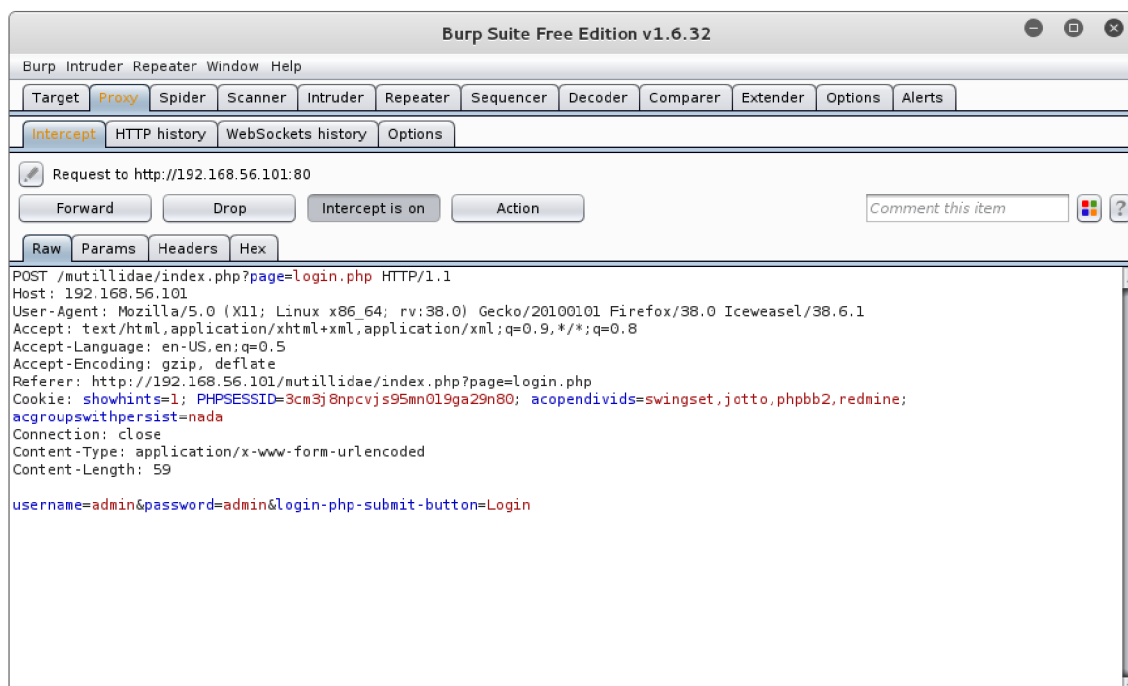 Burp Suite Free Edition v1.6.32
Burp Intruder Repeater Window Help
Target Proxy Spider Scanner Intruder Repeater Sequencer Decoder Comparer Extender Options Alerts
Intercept HTTP history WebSockets history Options
Request to http://192.168.56.101:80
Forward Drop Intercept is on Action Comment this item ?
Raw Params Headers Hex
POST /mutillidae/index.php?page=login.php HTTP/1.1
Host: 192.168.56.101
User-Agent: Mozilla/5.0 (X11; Linux x86_64; rv:38.0) Gecko/20100101 Firefox/38.0 Iceweasel/38.6.1
Accept: text/html,application/xhtml+xml,application/xml;q=0.9,*/*;q=0.8
Accept-Language: en-US,en;q=0.5
Accept-Encoding: gzip, deflate
Referer: http://192.168.56.101/mutillidae/index.php?page=login.php
Cookie: showhints=1; PHPSESSID=3cm3j8npcvjs95mn019ga29n80; acopendivids=swingset,jotto,phpbb2,redmine;
acgroupswithpersist=nada
Connection: close
Content-Type: application/x-www-form-urlencoded
Content-Length: 59
username=admin&password=admin&login-php-submit-button=Login